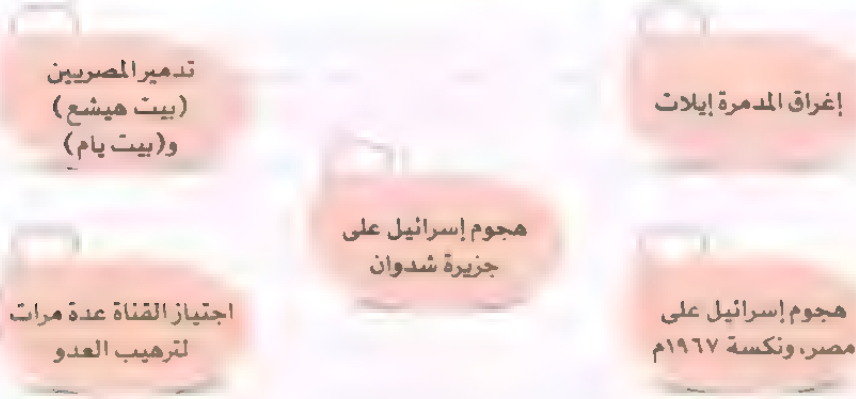 إغراق المدمرة إيلات
تدمير المصريين
(بيت هيشع)
و(بيت يام)
هجوم إسرائيل على
جزيرة شدوان
هجوم إسرائيل على
مصر، ونكسة ١٩٦٧م
اجتياز القناة عدة مرات
لترهيب العدو